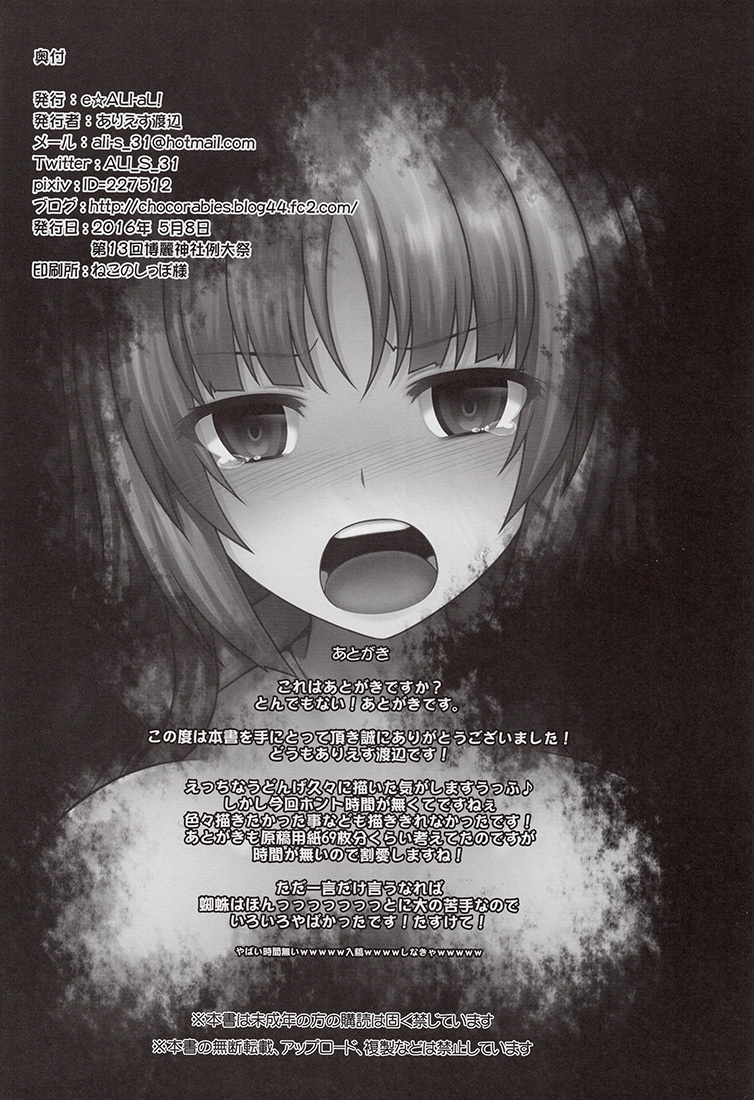 奥付
発行：e☆ALI-aL!
発行者：ありえす渡辺
メール：ali-s_31@hotmail.com
Twitter：ALI_S_31
pixiv：ID=227512
ブログ：http://chocorabies.blog44.fc2.com/
発行日：2016年 5月8日
第13回博麗神社例大祭
印刷所：ねこのしっぽ様
あとがき
これはあとがきですか？
とんでもない！あとがきです。
この度は本書を手にとって頂き誠にありがとうございました！
どうもありえす渡辺です！
えっちなうどんげ久々に描いた気がしますうっふ♪
しかし今回ホント時間が無くてですねぇ
色々描きたかった事なども描ききれなかったです！
あとがきも原稿用紙69枚分くらい考えてたのですが
時間が無いので割愛しますね！
ただ一言だけ言うなれば
蜘蛛はほんっっっっっっっとに大の苦手なので
いろいろやばかったです！たすけて！
やばい時間無いｗｗｗｗｗ入稿ｗｗｗｗしなきゃｗｗｗｗｗ
※本書は未成年の方の購読は固く禁じています
※本書の無断転載、アップロード、複製などは禁止しています